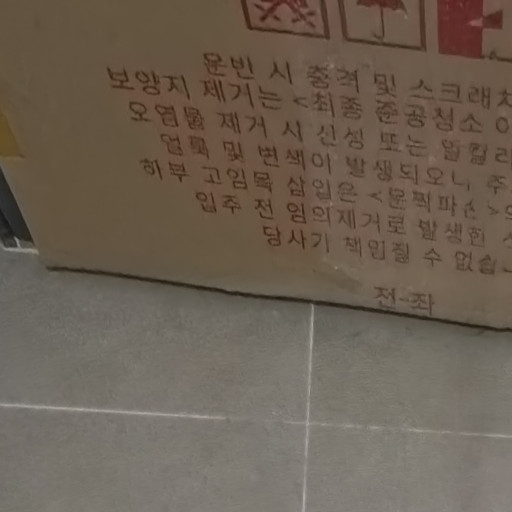 운반 시 충격 및 스크래치
보양지 제거는 <최종 준공청소 이
오염물 제거 시 신성 또는 알칼리
얼룩 및 변색이 발생되오니 주
하부 고임목 삽입은 <문짝파손>의
입주 전 임의제거로 발생한
당사가 책임질 수 없습
전-좌